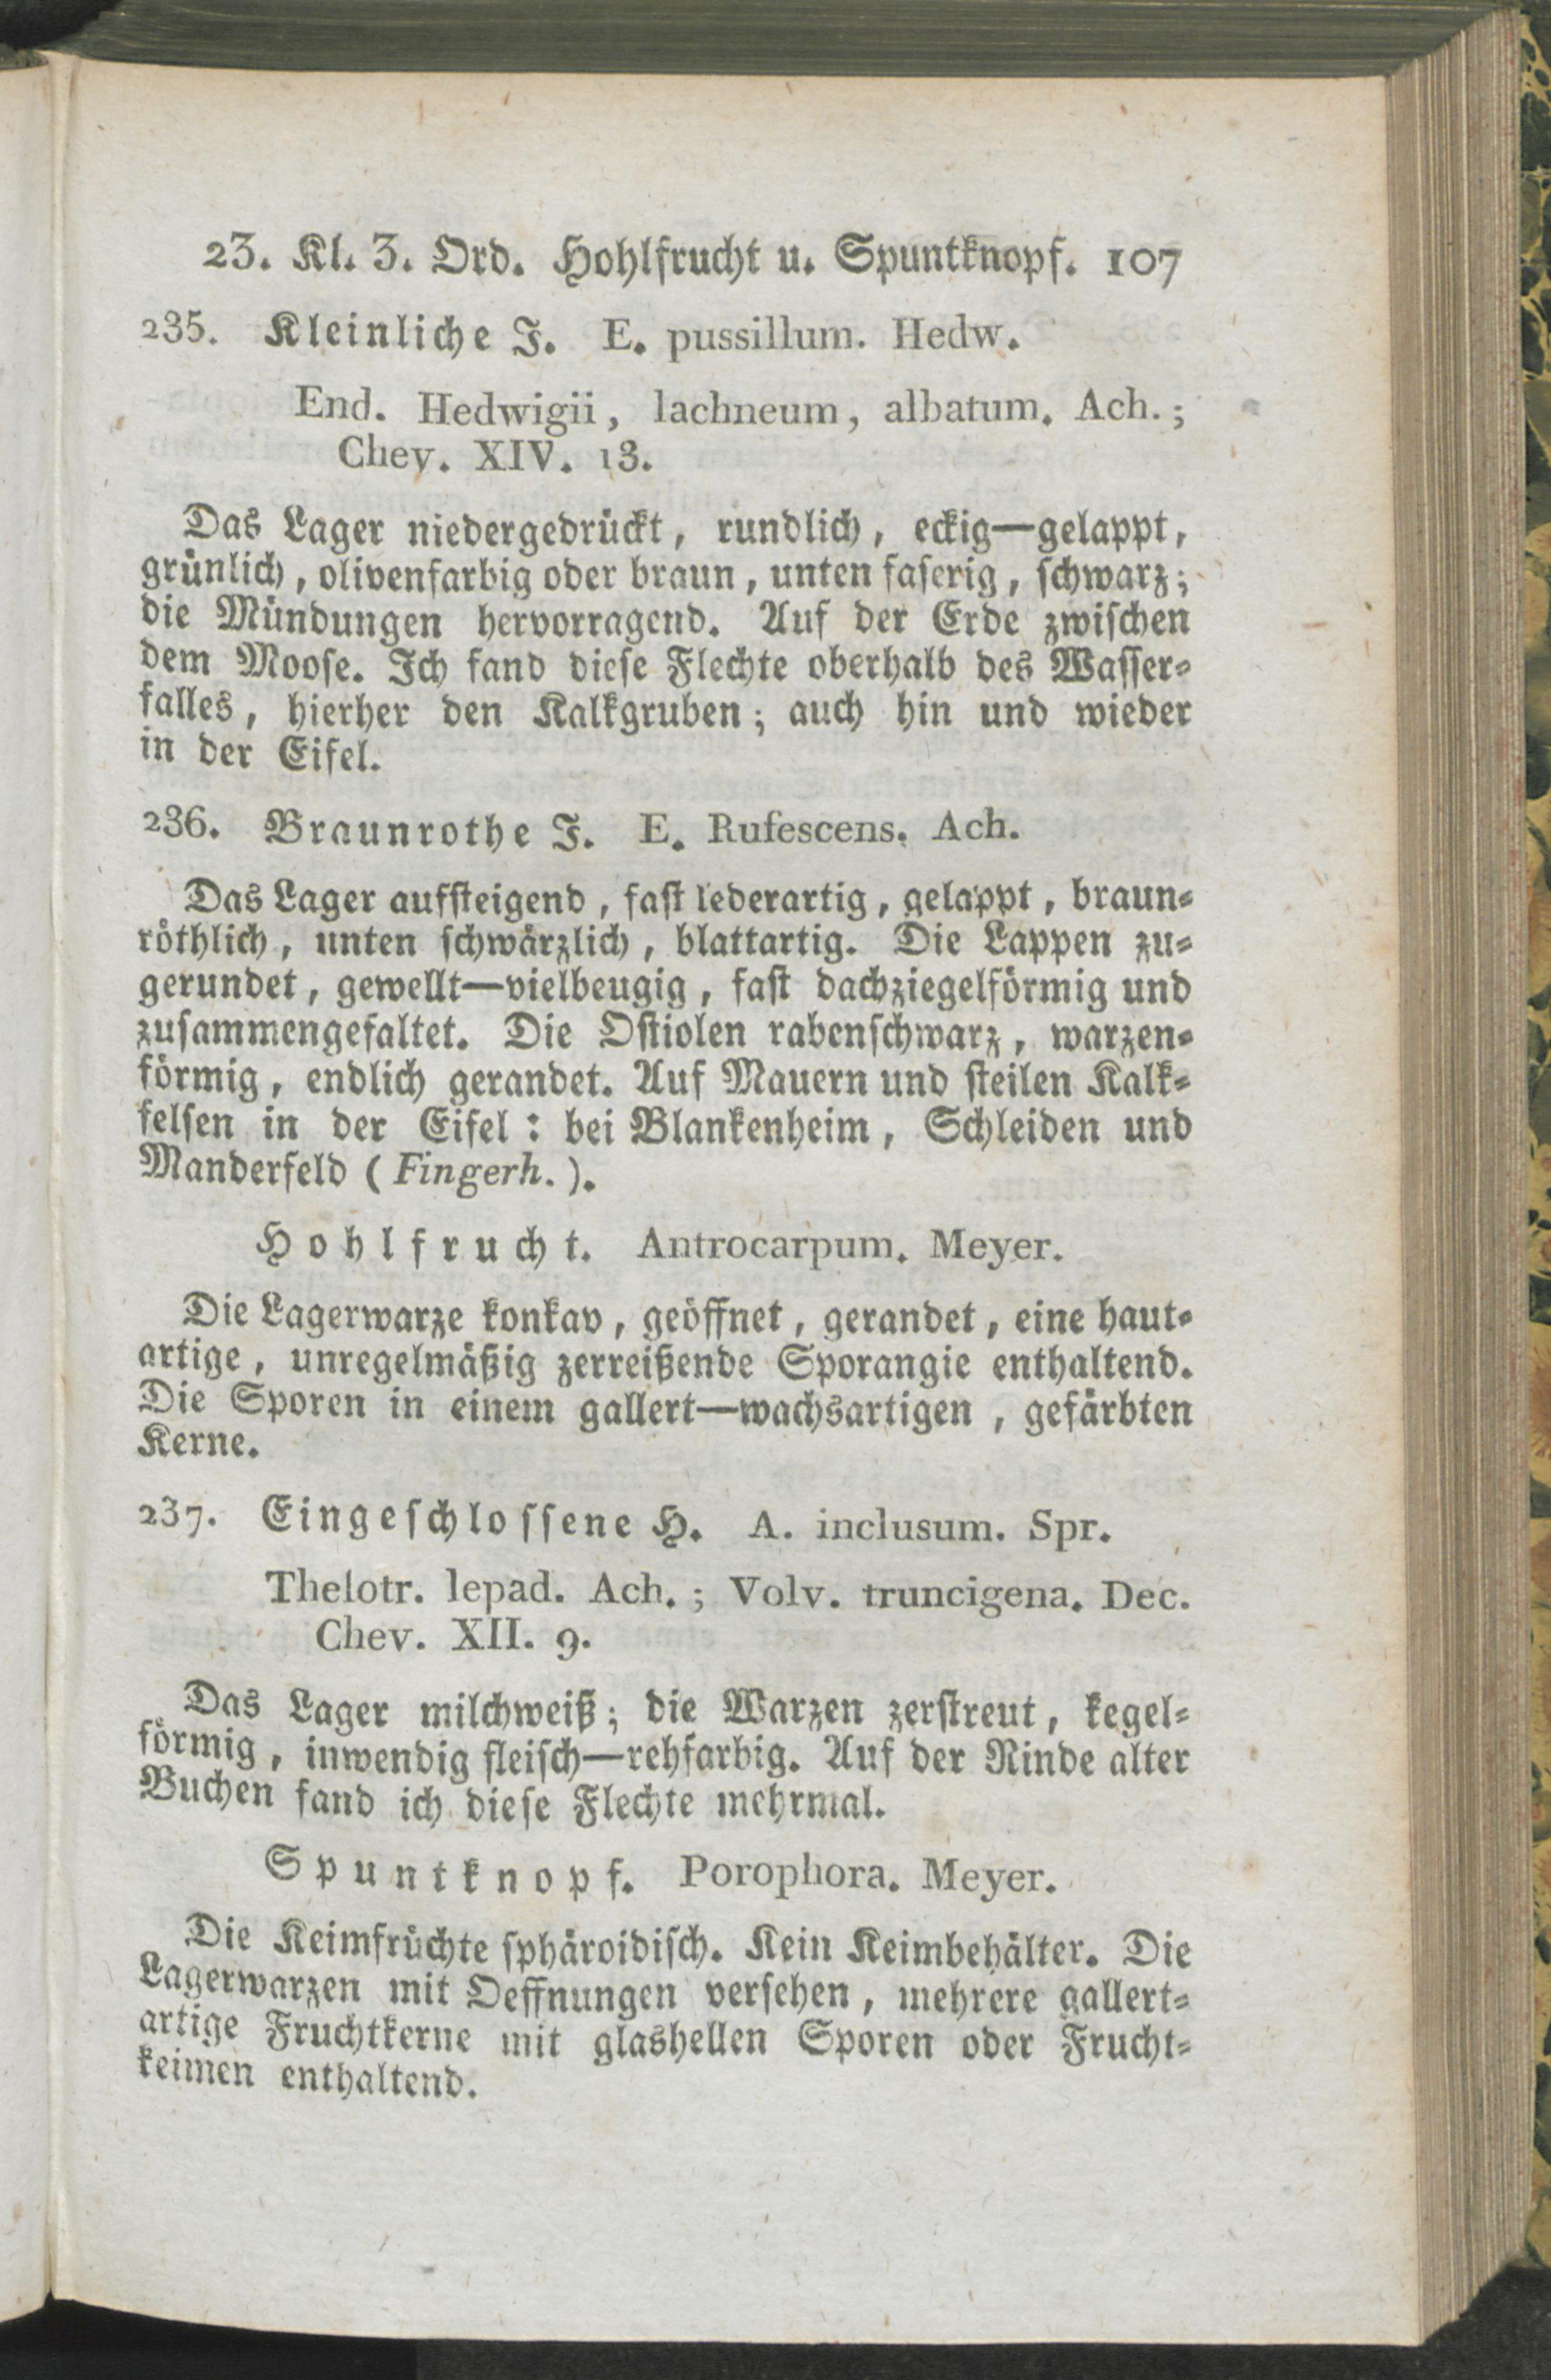 23. Kl. 3. Ord. Hohlfrucht u. Spuntknopf. 107
235. Kleinliche J. E. pussillum. Hedw.
End. Hedwigii, lachneum, albatum. Ach.;
Chey. XIV. 13.
Das Lager niedergedrückt, rundlich, eckig—gelappt,
grünlich, olivenfarbig oder braun, unten faserig, schwarz;
die Mündungen hervorragend. Auf der Erde zwischen
dem Moose. Ich fand diese Flechte oberhalb des Wasser-
falles, hierher den Kalkgruben; auch hin und wieder
in der Eifel.
236. Braunrothe J. E. Rufescens. Ach.
Das Lager aufsteigend, fast lederartig, gelappt, braun-
röthlich, unten schwärzlich, blattartig. Die Lappen zu-
gerundet, gewellt—vielbeugig, fast dachziegelförmig und
zusammengefaltet. Die Ostiolen rabenschwarz, warzen-
förmig, endlich gerandet. Auf Mauern und steilen Kalk-
felsen in der Eifel: bei Blankenheim, Schleiden und
Manderfeld (Fingerh.).
Hohlfrucht. Antrocarpum. Meyer.
Die Lagerwarze konkav, geöffnet, gerandet, eine haut-
artige, unregelmäßig zerreißende Sporangie enthaltend.
Die Sporen in einem gallert—wachsartigen, gefärbten
Kerne.
237. Eingeschlossene H. A. inclusum. Spr.
Thelotr. lepad. Ach.; Volv. truncigena. Dec.
Chev. XII. 9.
Das Lager milchweiß; die Warzen zerstreut, kegel-
förmig, inwendig fleisch—rehfarbig. Auf der Rinde alter
Buchen fand ich diese Flechte mehrmal.
Spuntknopf. Porophora. Meyer.
Die Keimfrüchte sphäroidisch. Kein Keimbehälter. Die
Lagerwarzen mit Oeffnungen versehen, mehrere gallert-
artige Fruchtkerne mit glashellen Sporen oder Frucht-
keimen enthaltend.